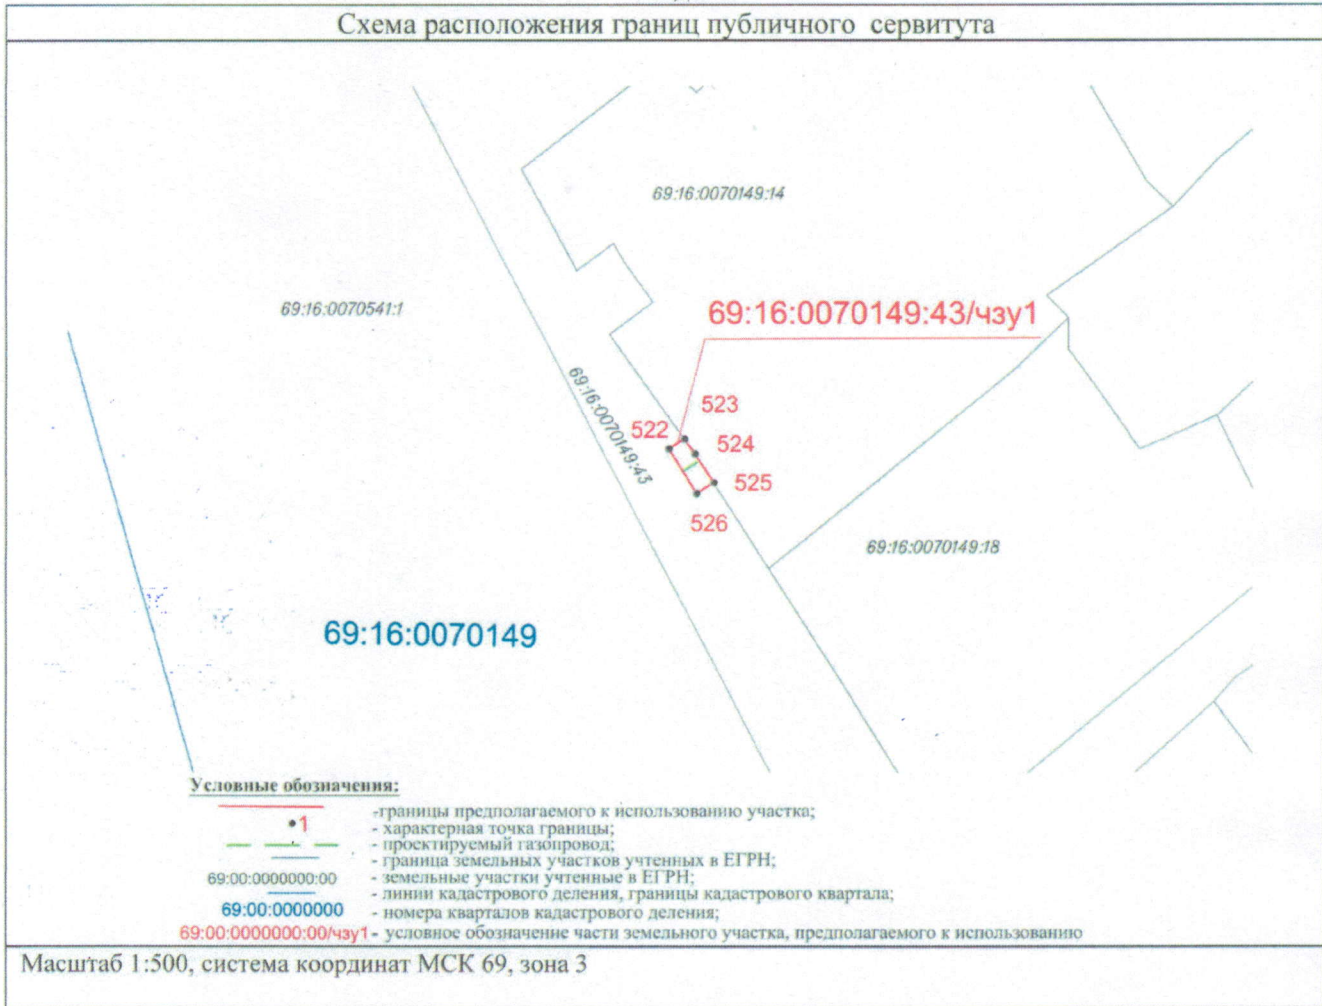 Схема расположения границ публичного сервитута
69:16:0070149:14
69:16:0070541:1
69:16:0070149:43/чзу1
69:16:0070149:43
523
522
524
525
526
69:16:0070149:18
69:16:0070149
Условные обозначения:
-границы предполагаемого к использованию участка;
•1 - характерная точка границы;
- проектируемый газопровод;
- граница земельных участков учтенных в ЕГРН;
69:00:0000000:00 - земельные участки учтенные в ЕГРН;
- линии кадастрового деления, границы кадастрового квартала;
69:00:0000000 - номера кварталов кадастрового деления;
69:00:0000000:00/чзу1 - условное обозначение части земельного участка, предполагаемого к использованию
Масштаб 1:500, система координат МСК 69, зона 3